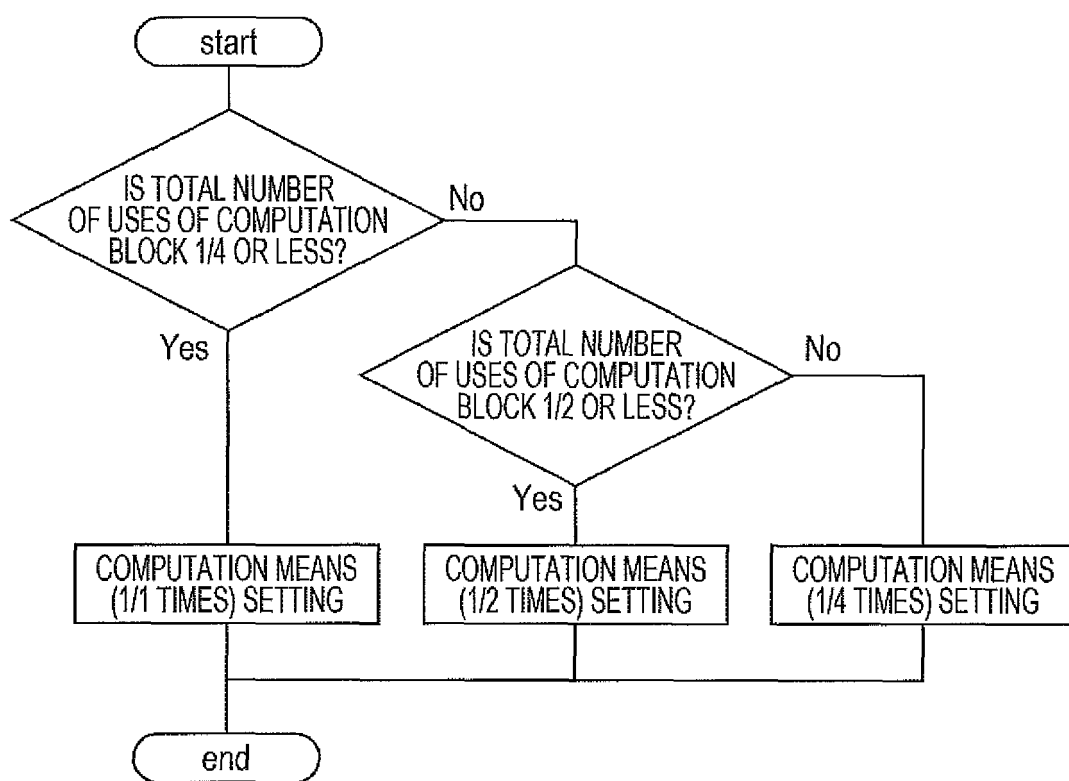 start
IS TOTAL NUMBER
OF USES OF COMPUTATION
BLOCK 1/4 OR LESS?
No
Yes
IS TOTAL NUMBER
OF USES OF COMPUTATION
BLOCK 1/2 OR LESS?
No
Yes
COMPUTATION MEANS
(1/1 TIMES) SETTING
COMPUTATION MEANS
(1/2 TIMES) SETTING
COMPUTATION MEANS
(1/4 TIMES) SETTING
end